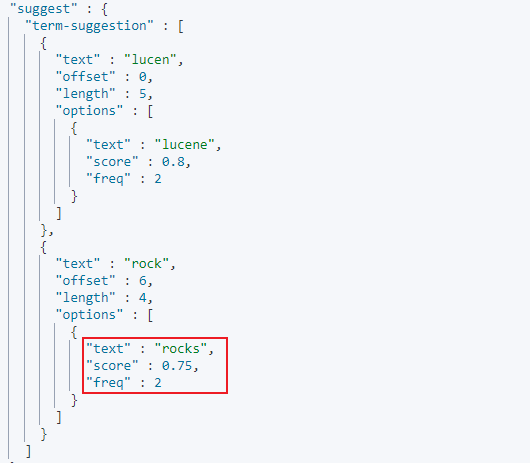 "suggest" : {
"term-suggestion" : [
{
"text" : "lucen",
"offset" : 0,
"length" : 5,
"options" : [
{
"text" : "lucene",
"score" : 0.8,
"freq" : 2
}
]
},
{
"text" : "rock",
"offset" : 6,
"length" : 4,
"options" : [
{
"text" : "rocks",
"score" : 0.75,
"freq" : 2
}
]
}
]